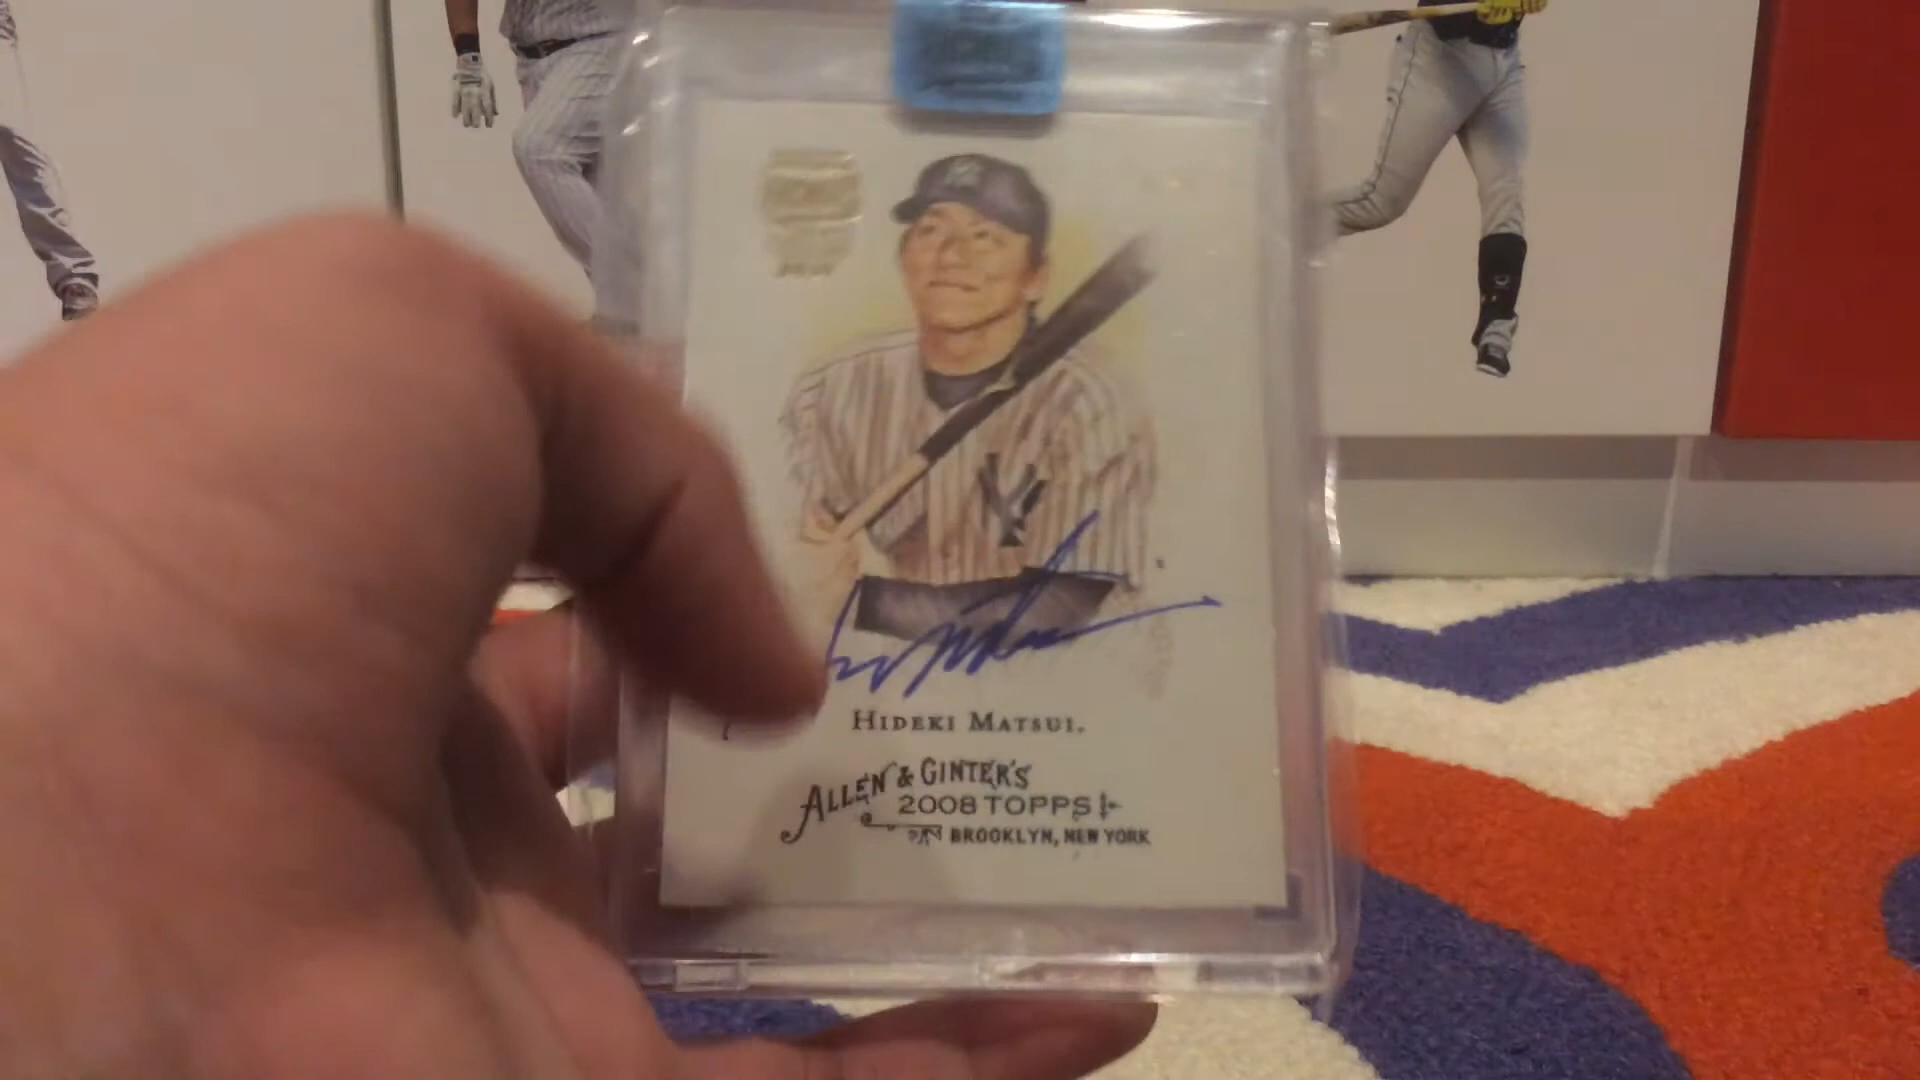 HIDEKI MATSUI.
ALLEN & GINTER'S
2008 TOPPS
BROOKLYN, NEW YORK